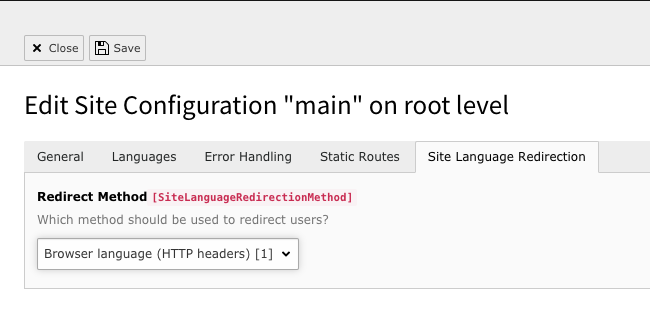 Close Save
Edit Site Configuration "main" on root level
General Languages Error Handling Static Routes Site Language Redirection
Redirect Method [SiteLanguageRedirectionMethod]
Which method should be used to redirect users?
Browser language (HTTP headers) [1]